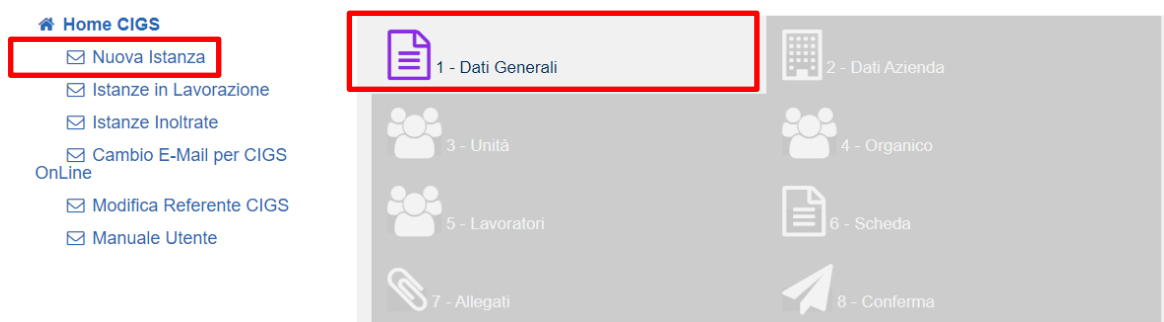 Home CIGS
Nuova Istanza
Istanze in Lavorazione
Istanze Inoltrate
Cambio E-Mail per CIGS
OnLine
Modifica Referente CIGS
Manuale Utente
1 - Dati Generali
2 - Dati Azienda
3 - Unità
4 - Organico
5 - Lavoratori
6 - Scheda
7 - Allegati
8 - Conferma